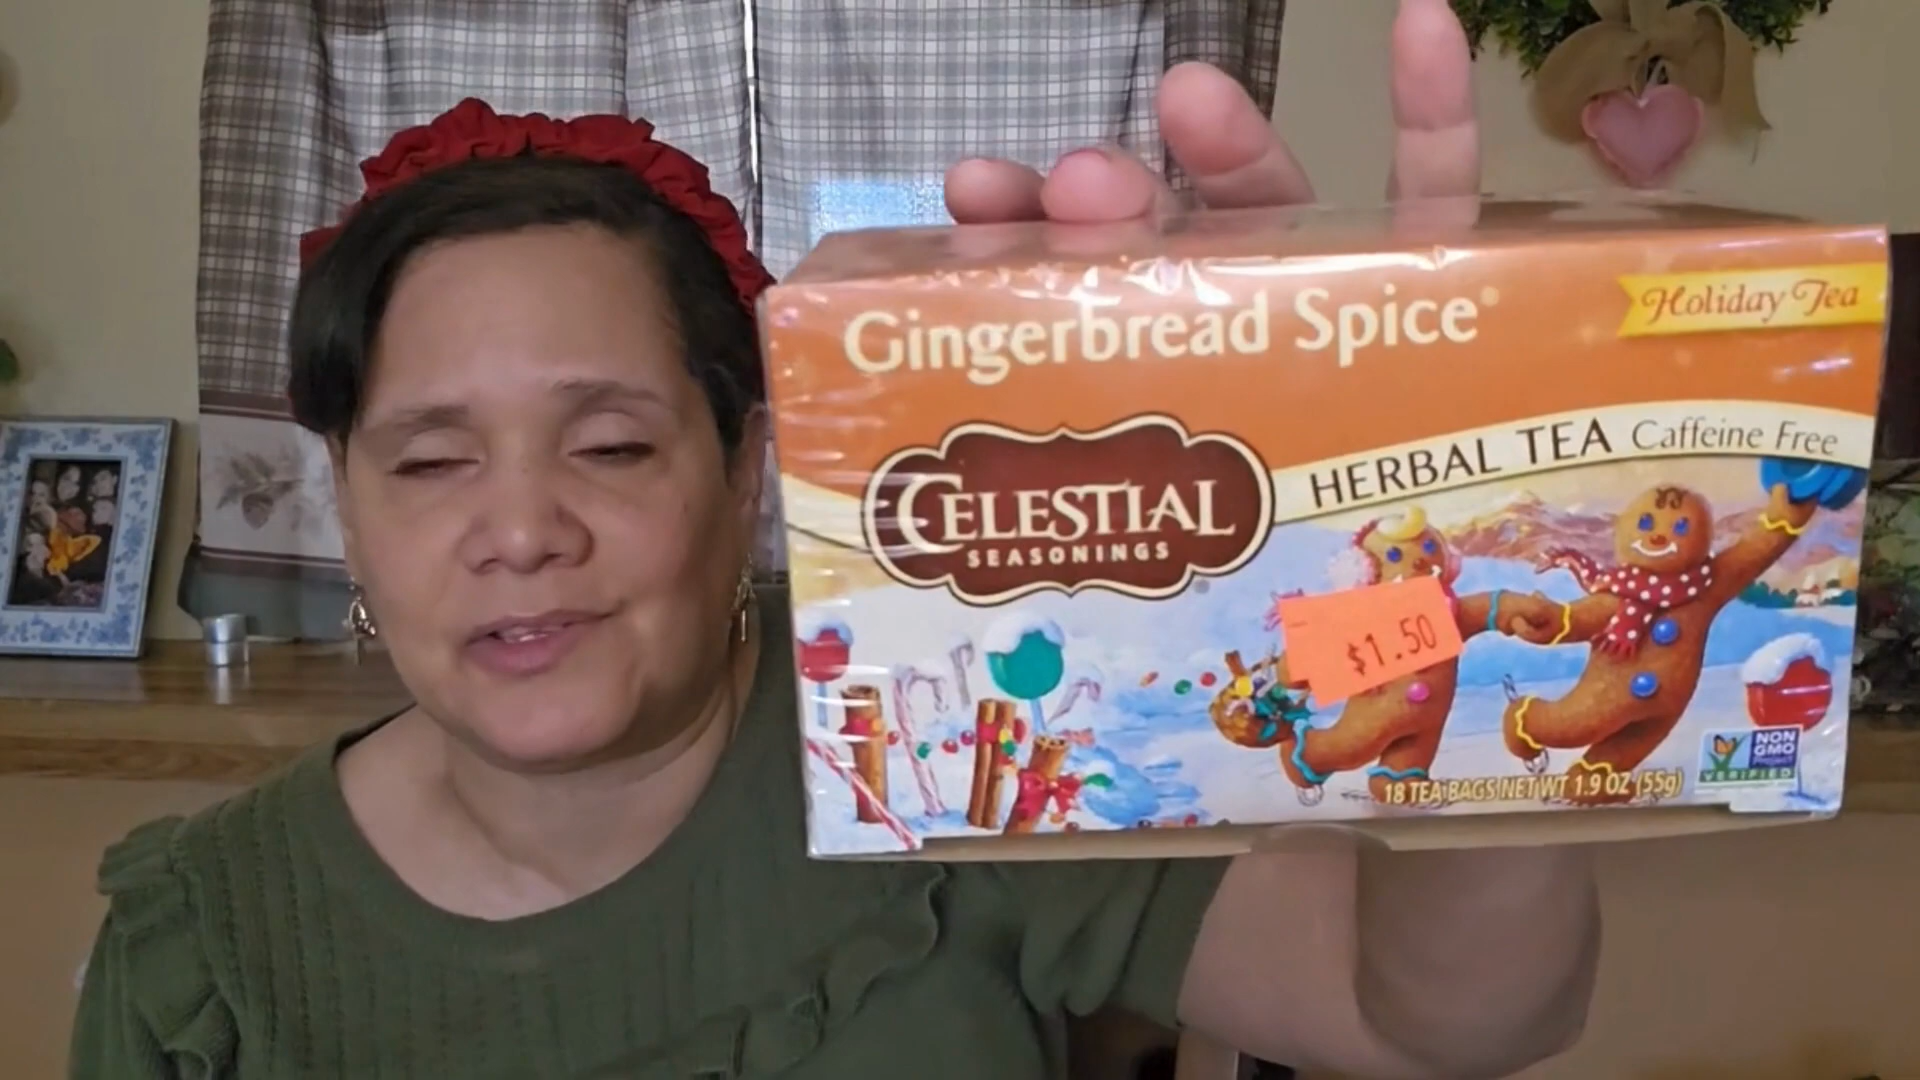 Gingerbread Spice®
Holiday Tea
HERBAL TEA Caffeine Free
CELESTIAL
SEASONINGS
$1.50
NON
GMO
Project
VERIFIED
18 TEA BAGS NET WT 1.9 OZ (55g)